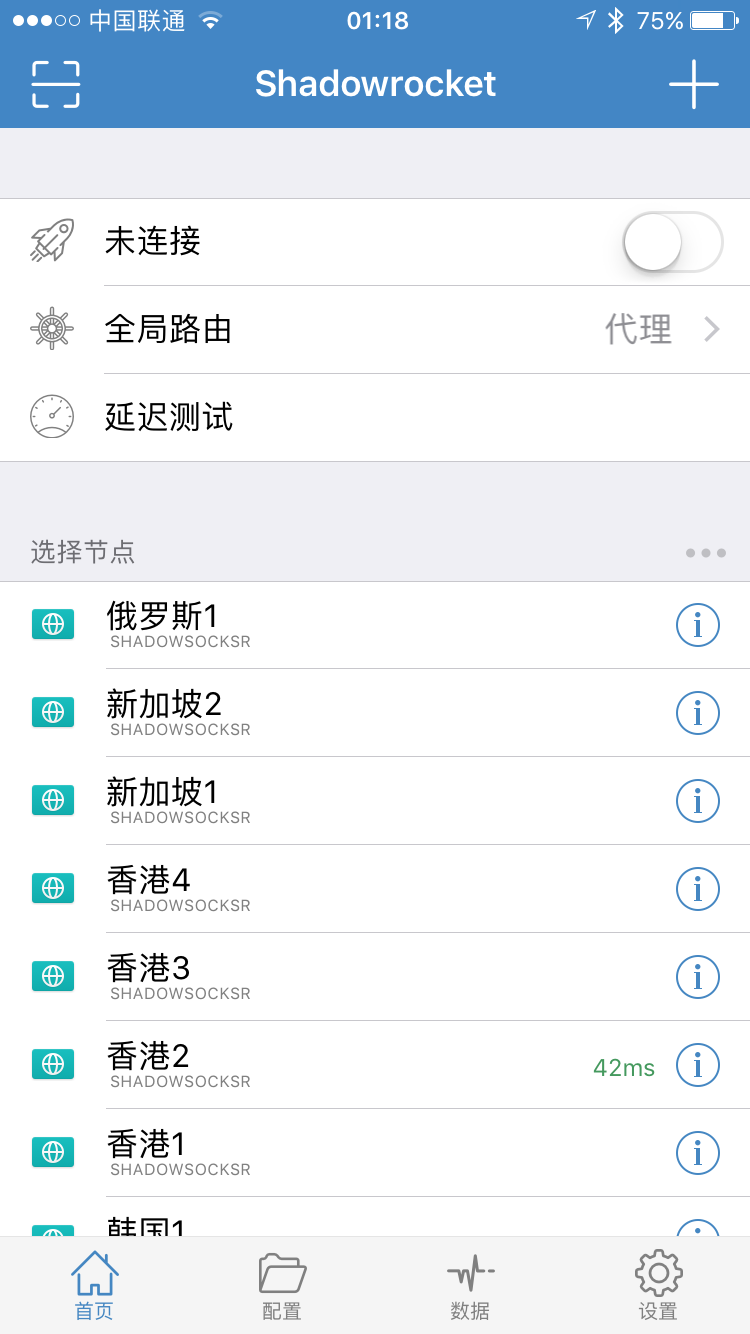 中国联通 01:18 75%
Shadowrocket
未连接
全局路由 代理
延迟测试
选择节点
俄罗斯1
SHADOWSOCKSR
新加坡2
SHADOWSOCKSR
新加坡1
SHADOWSOCKSR
香港4
SHADOWSOCKSR
香港3
SHADOWSOCKSR
香港2
SHADOWSOCKSR
42ms
香港1
SHADOWSOCKSR
韩国1
首页 配置 数据 设置